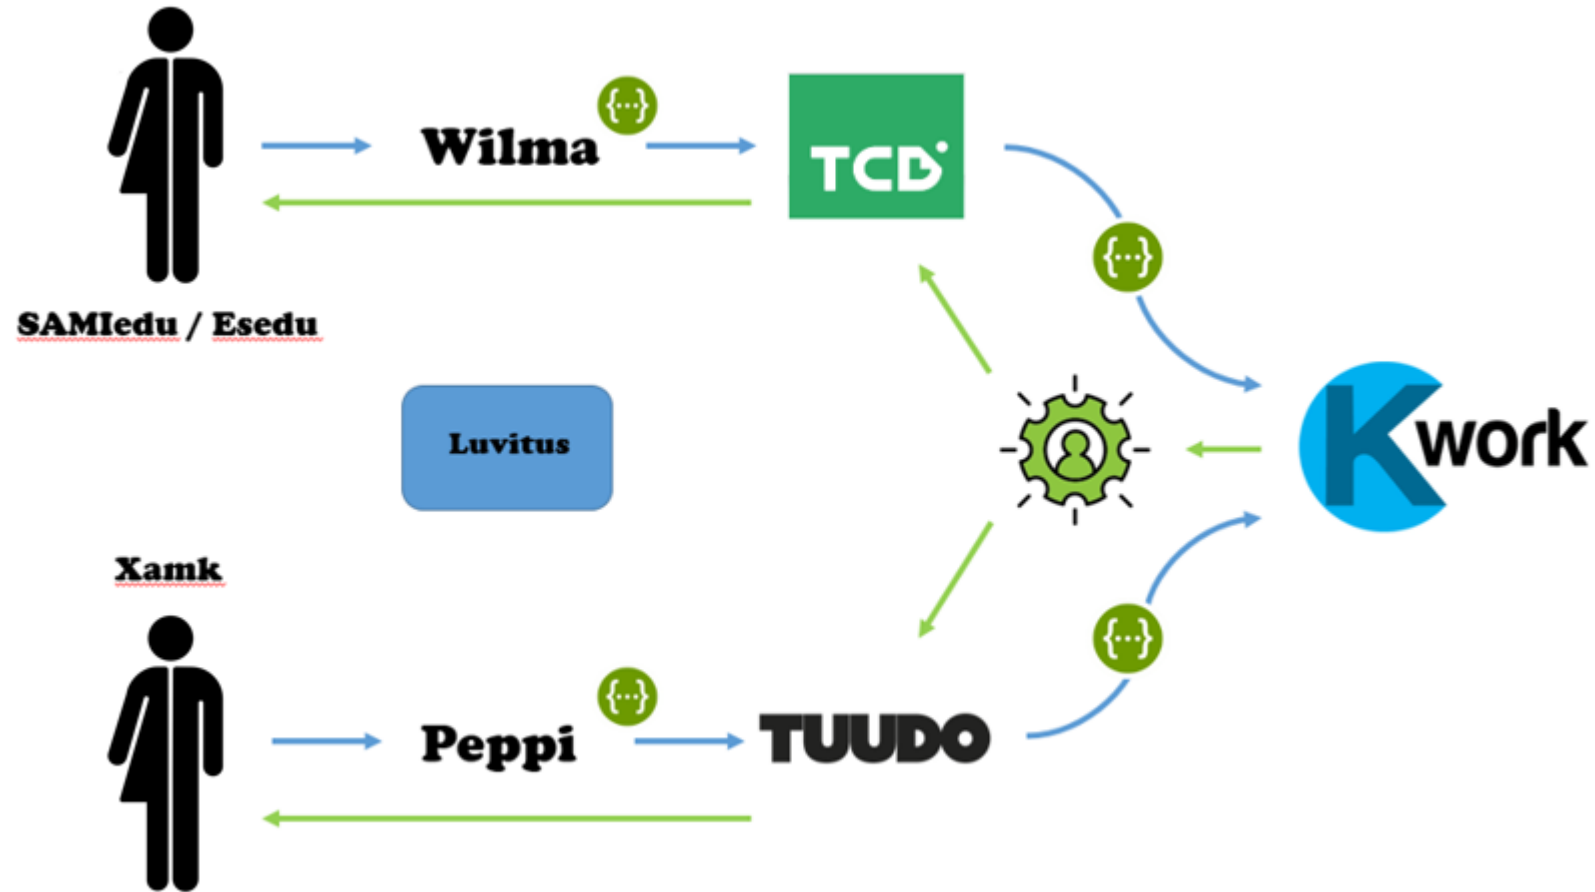 Wilma
{...}
TCD
{...}
SAMIedu / Esedu
Luvitus
Kwork
Xamk
{...}
{...}
Peppi
TUUDO